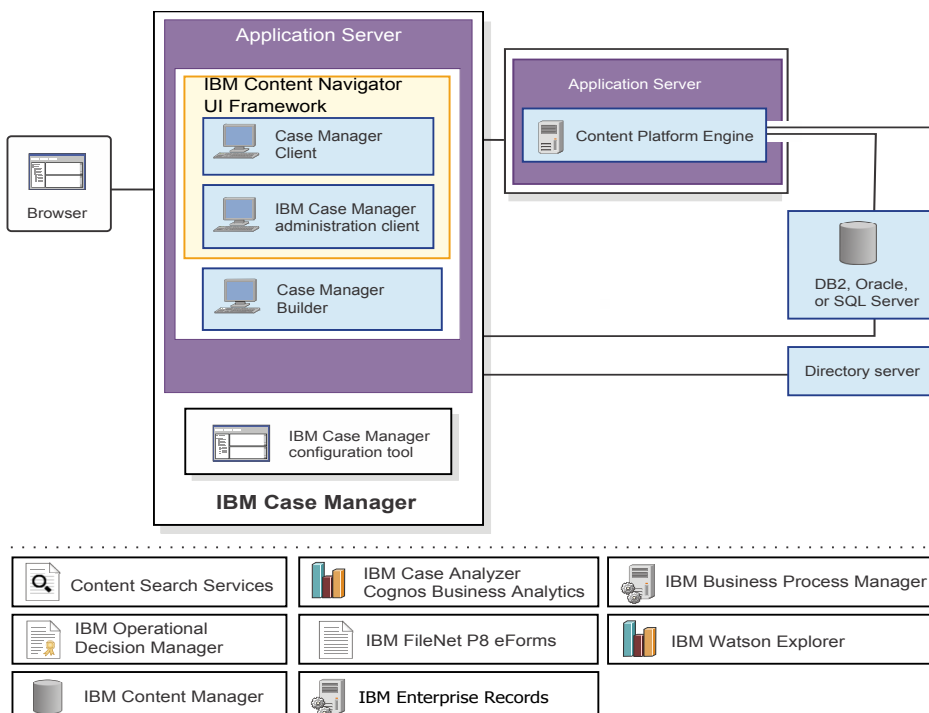 Application Server
IBM Content Navigator
UI Framework
Case Manager
Client
IBM Case Manager
administration client
Case Manager
Builder
IBM Case Manager
configuration tool
IBM Case Manager
Browser
Application Server
Content Platform Engine
DB2, Oracle,
or SQL Server
Directory server
Content Search Services
IBM Case Analyzer
Cognos Business Analytics
IBM Business Process Manager
IBM Operational
Decision Manager
IBM FileNet P8 eForms
IBM Watson Explorer
IBM Content Manager
IBM Enterprise Records